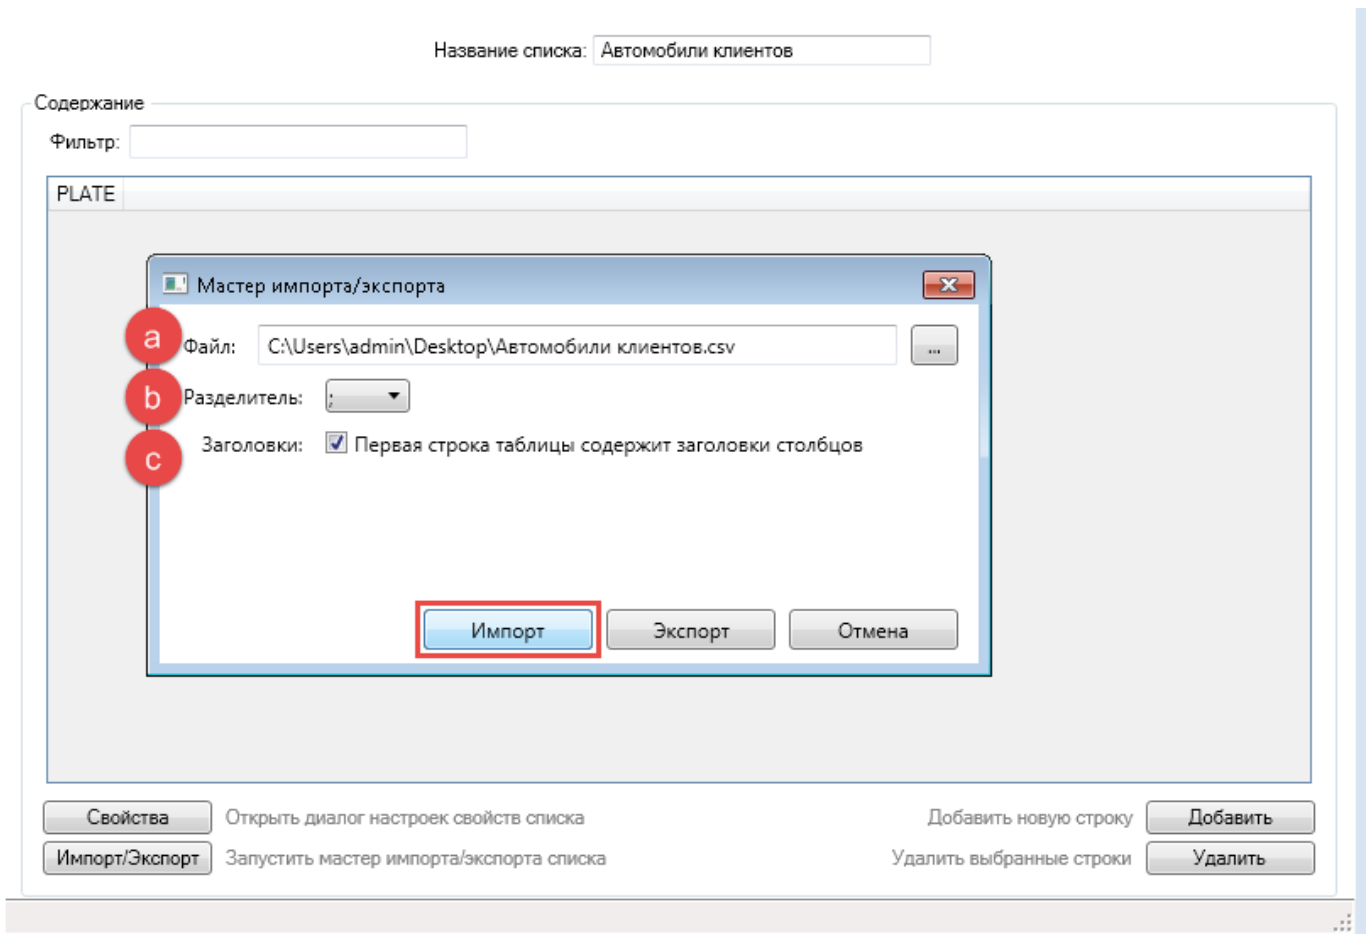 Название списка: Автомобили клиентов
Содержание
Фильтр:
PLATE
Мастер импорта/экспорта
a Файл: C:\Users\admin\Desktop\Автомобили клиентов.csv ...
b Разделитель: ;
c Заголовки: Первая строка таблицы содержит заголовки столбцов
Импорт Экспорт Отмена
Свойства Открыть диалог настроек свойств списка Добавить новую строку Добавить
Импорт/Экспорт Запустить мастер импорта/экспорта списка Удалить выбранные строки Удалить